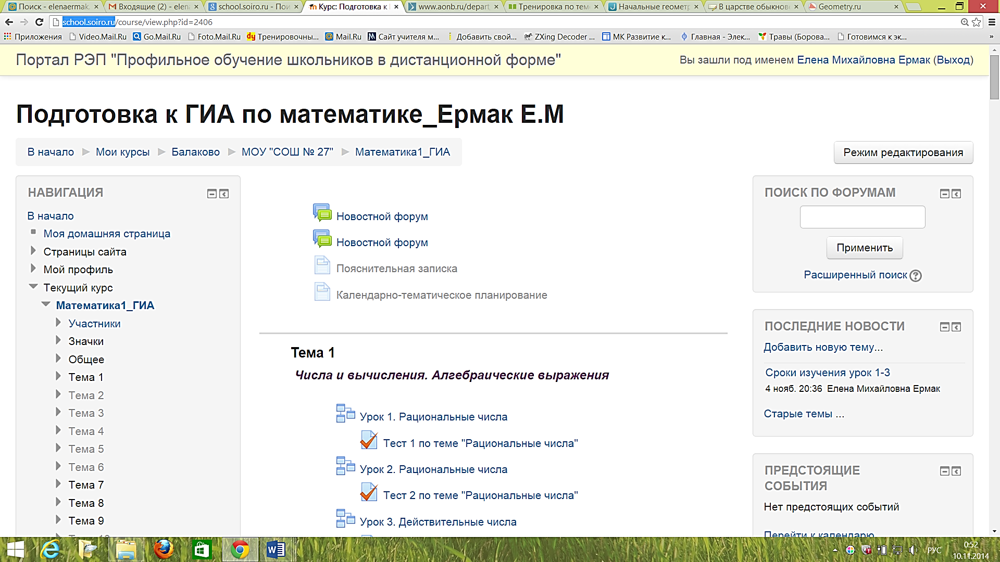 Поиск - elenaermak.
Входящие (2) - elena
school.soiro.ru - Пои
Курс: Подготовка к
www.aonb.ru/depart
Тренировка по теме
Начальные геометр
В царстве обыкнове
Geometry.ru
school.soiro.ru/course/view.php?id=2406
Приложения
Video.Mail.Ru
Go.Mail.Ru
Foto.Mail.Ru
Тренировочны...
Mail.Ru
Сайт учителя м...
Добавить свой...
ZXing Decoder ...
МК Развитие к...
Главная - Элек...
Травы (Борова...
Готовимся к эк...
»
Портал РЭП "Профильное обучение школьников в дистанционной форме"
Вы зашли под именем Елена Михайловна Ермак (Выход)
Подготовка к ГИА по математике_Ермак Е.М
В начало
Мои курсы
Балаково
МОУ "СОШ № 27"
Математика1_ГИА
Режим редактирования
НАВИГАЦИЯ
В начало
Моя домашняя страница
Страницы сайта
Мой профиль
Текущий курс
Математика1_ГИА
Участники
Значки
Общее
Тема 1
Тема 2
Тема 3
Тема 4
Тема 5
Тема 6
Тема 7
Тема 8
Тема 9
Новостной форум
Новостной форум
Пояснительная записка
Календарно-тематическое планирование
Тема 1
Числа и вычисления. Алгебраические выражения
Урок 1. Рациональные числа
Тест 1 по теме "Рациональные числа"
Урок 2. Рациональные числа
Тест 2 по теме "Рациональные числа"
Урок 3. Действительные числа
ПОИСК ПО ФОРУМАМ
Применить
Расширенный поиск
ПОСЛЕДНИЕ НОВОСТИ
Добавить новую тему...
Сроки изучения урок 1-3
4 нояб. 20:36 Елена Михайловна Ермак
Старые темы ...
ПРЕДСТОЯЩИЕ
СОБЫТИЯ
Нет предстоящих событий
Перейти к календарю
РУС
0:52
10.11.2014